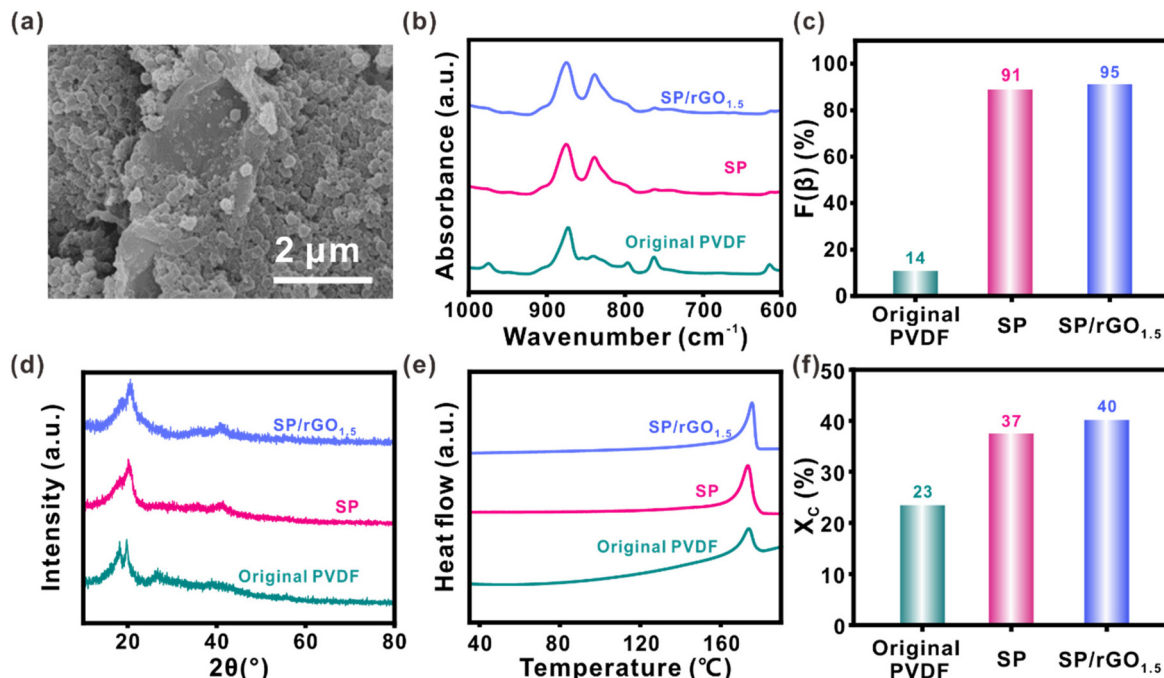 (a)
2 μm
(b)
Absorbance (a.u.)
SP/rGO1.5
SP
Original PVDF
1000 900 800 700 600
Wavenumber (cm-1)
(c)
F(β) (%)
100
80
60
40
20
0
14
91
95
Original
PVDF
SP
SP/rGO1.5
(d)
Intensity (a.u.)
SP/rGO1.5
SP
Original PVDF
20 40 60 80
2θ(°)
(e)
Heat flow (a.u.)
SP/rGO1.5
SP
Original PVDF
40 80 120 160
Temperature (℃)
(f)
XC (%)
50
40
30
20
10
0
23
37
40
Original
PVDF
SP
SP/rGO1.5